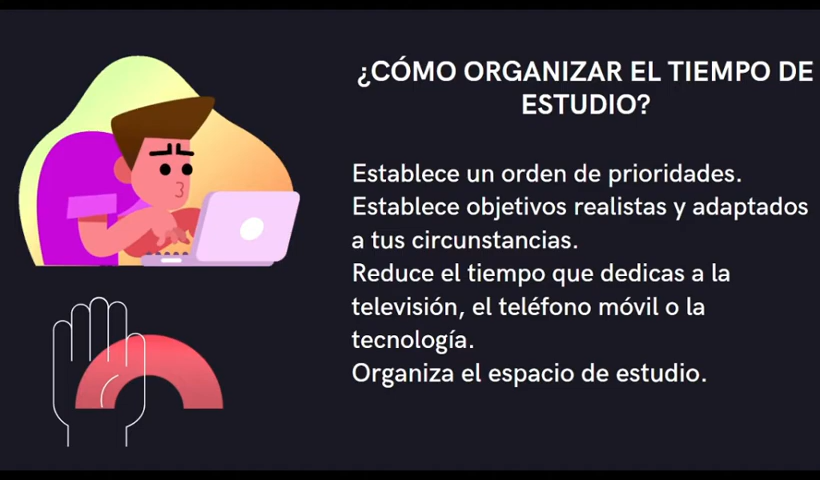 ¿CÓMO ORGANIZAR EL TIEMPO DE
ESTUDIO?
Establece un orden de prioridades.
Establece objetivos realistas y adaptados
a tus circunstancias.
Reduce el tiempo que dedicas a la
televisión, el teléfono móvil o la
tecnología.
Organiza el espacio de estudio.